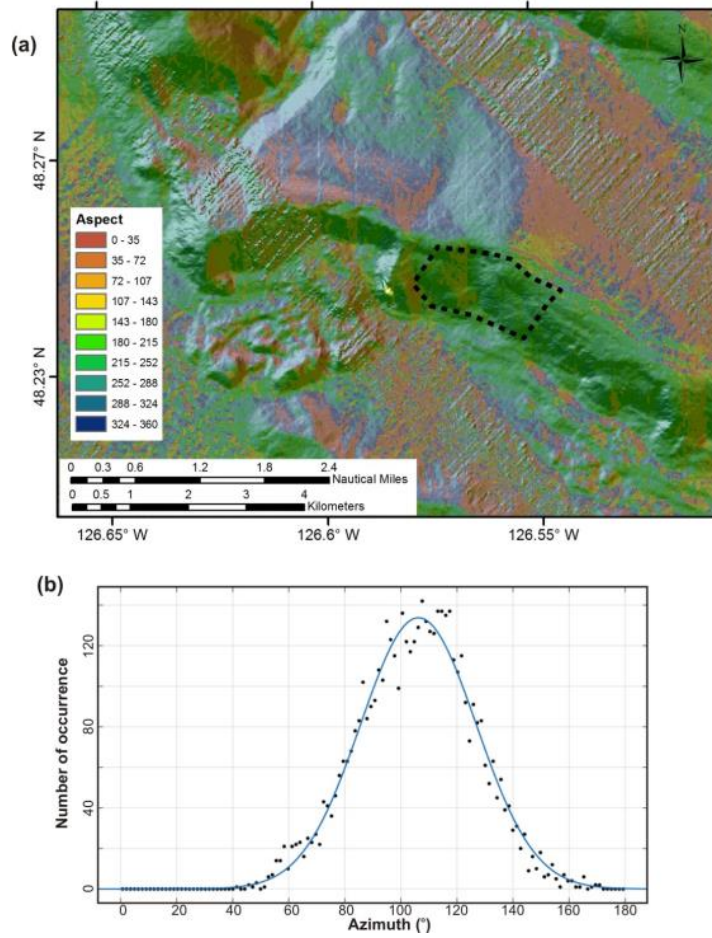 (a)
N
48.27° N
48.23° N
Aspect
0 - 35
35 - 72
72 - 107
107 - 143
143 - 180
180 - 215
215 - 252
252 - 288
288 - 324
324 - 360
0 0.3 0.6 1.2 1.8 2.4
Nautical Miles
0 0.5 1 2 3 4
Kilometers
126.65° W 126.6° W 126.55° W
(b)
Number of occurrence
120
80
40
0
0 20 40 60 80 100 120 140 160 180
Azimuth (°)